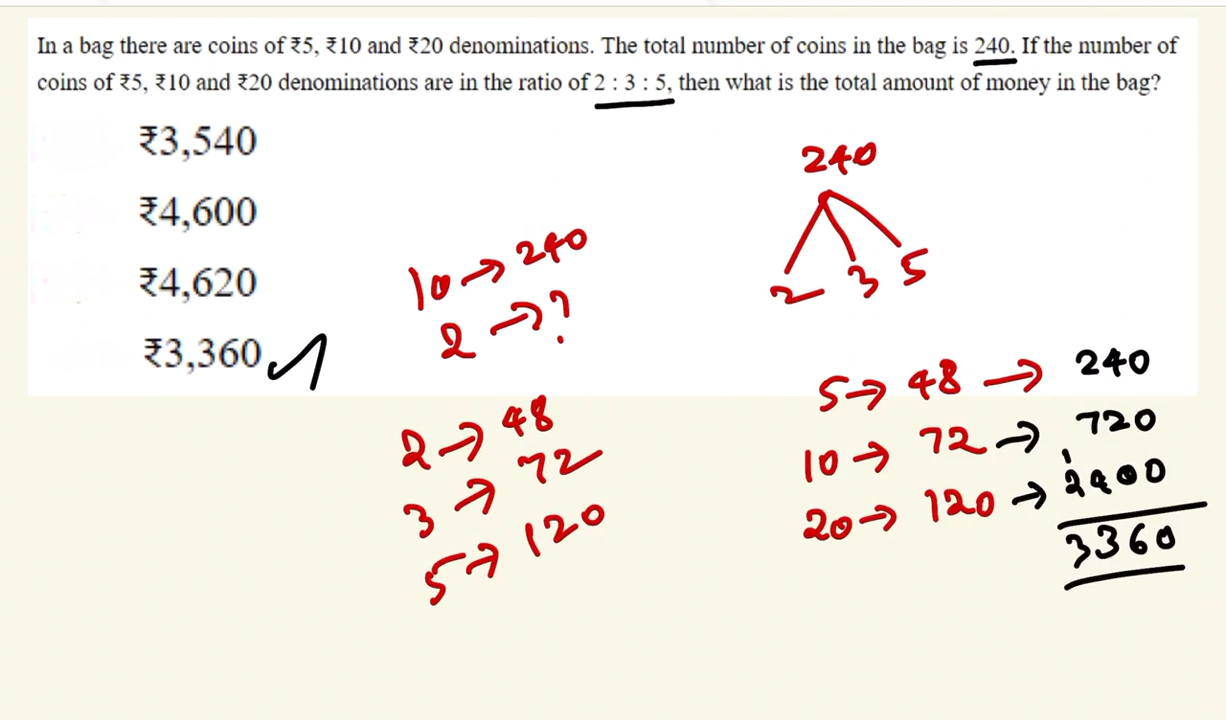 In a bag there are coins of ₹5, ₹10 and ₹20 denominations. The total number of coins in the bag is 240. If the number of
coins of ₹5, ₹10 and ₹20 denominations are in the ratio of 2 : 3 : 5, then what is the total amount of money in the bag?
₹3,540
₹4,600
₹4,620
₹3,360 ✓
10 → 240
2 → ?
2 → 48
3 → 72
5 → 120
240
2 3 5
5 → 48 → 240
10 → 72 → 720
1
20 → 120 → 2400
3360